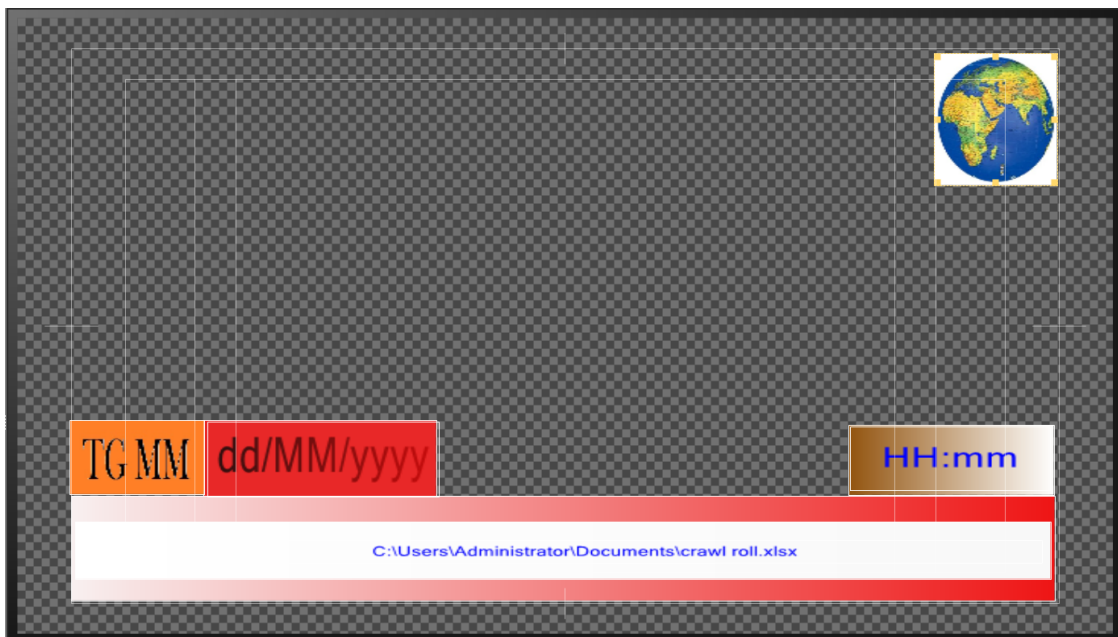 TG MM
dd/MM/yyyy
HH:mm
C:\Users\Administrator\Documents\crawl roll.xlsx